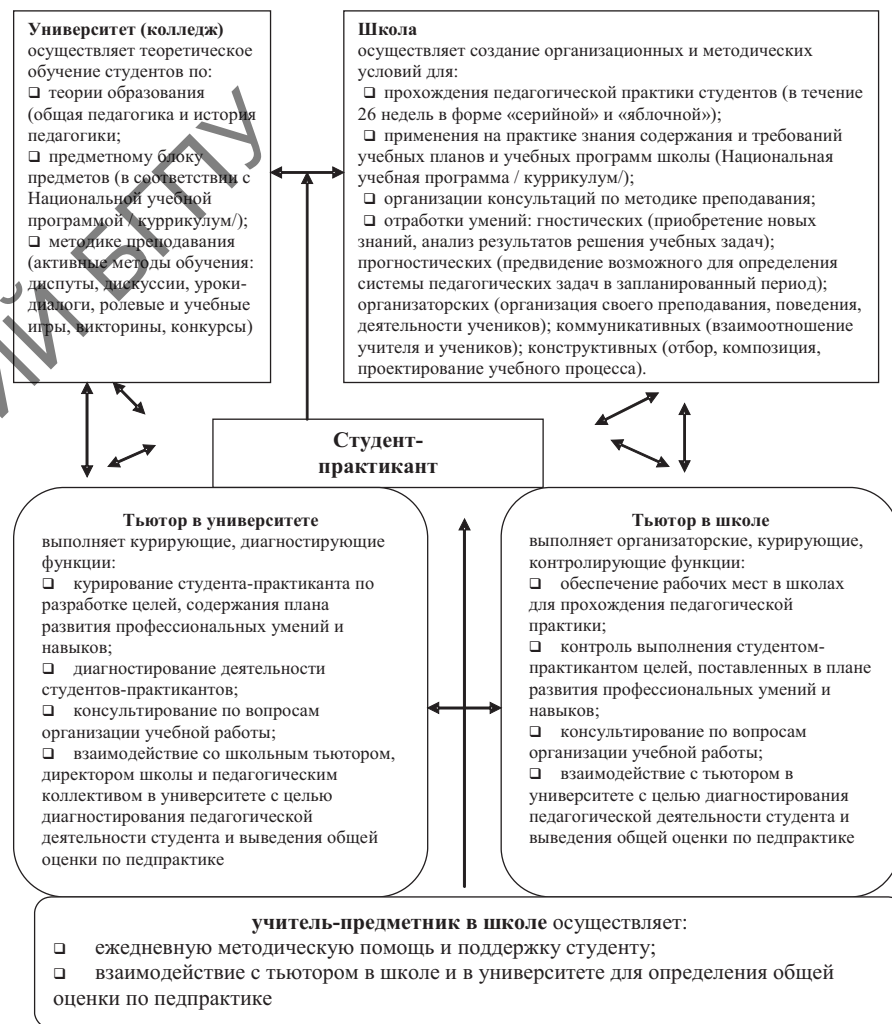 Университет (колледж)
осуществляет теоретическое
обучение студентов по:
❑ теории образования
(общая педагогика и история
педагогики;
❑ предметному блоку
предметов (в соответствии с
Национальной учебной
программой / куррикулум/);
❑ методике преподавания
(активные методы обучения:
диспуты, дискуссии, уроки-
диалоги, ролевые и учебные
игры, викторины, конкурсы)
Школа
осуществляет создание организационных и методических
условий для:
❑ прохождения педагогической практики студентов (в течение
26 недель в форме «серийной» и «яблочной»);
❑ применения на практике знания содержания и требований
учебных планов и учебных программ школы (Национальная
учебная программа / куррикулум/);
❑ организации консультаций по методике преподавания;
❑ отработки умений: гностических (приобретение новых
знаний, анализ результатов решения учебных задач);
прогностических (предвидение возможного для определения
системы педагогических задач в запланированный период);
организаторских (организация своего преподавания, поведения,
деятельности учеников); коммуникативных (взаимоотношение
учителя и учеников); конструктивных (отбор, композиция,
проектирование учебного процесса).
Студент-
практикант
Тьютор в университете
выполняет курирующие, диагностирующие
функции:
❑ курирование студента-практиканта по
разработке целей, содержания плана
развития профессиональных умений и
навыков;
❑ диагностирование деятельности
студентов-практикантов;
❑ консультирование по вопросам
организации учебной работы;
❑ взаимодействие со школьным тьютором,
директором школы и педагогическим
коллективом в университете с целью
диагностирования педагогической
деятельности студента и выведения общей
оценки по педпрактике
Тьютор в школе
выполняет организаторские, курирующие,
контролирующие функции:
❑ обеспечение рабочих мест в школах
для прохождения педагогической
практики;
❑ контроль выполнения студентом-
практикантом целей, поставленных в плане
развития профессиональных умений и
навыков;
❑ консультирование по вопросам
организации учебной работы;
❑ взаимодействие с тьютором в
университете с целью диагностирования
педагогической деятельности студента и
выведения общей оценки по педпрактике
учитель-предметник в школе осуществляет:
❑ ежедневную методическую помощь и поддержку студенту;
❑ взаимодействие с тьютором в школе и в университете для определения общей
оценки по педпрактике
БГПУ